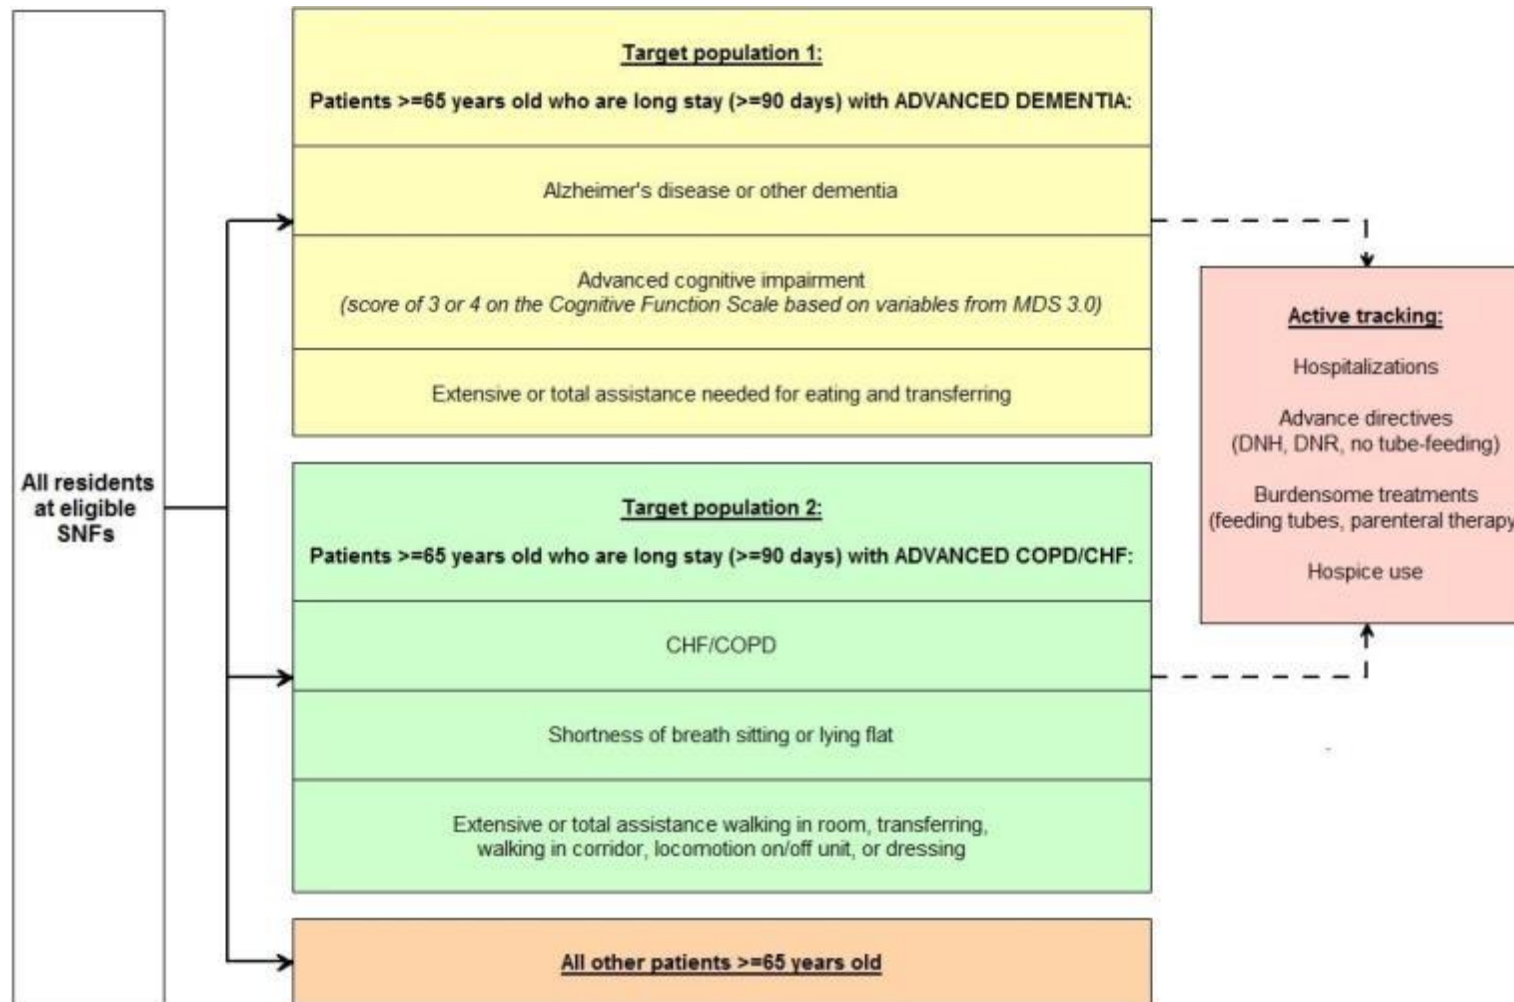 All residents
at eligible
SNFs
Target population 1:
Patients >=65 years old who are long stay (>=90 days) with ADVANCED DEMENTIA:
Alzheimer's disease or other dementia
Advanced cognitive impairment
(score of 3 or 4 on the Cognitive Function Scale based on variables from MDS 3.0)
Extensive or total assistance needed for eating and transferring
Target population 2:
Patients >=65 years old who are long stay (>=90 days) with ADVANCED COPD/CHF:
CHF/COPD
Shortness of breath sitting or lying flat
Extensive or total assistance walking in room, transferring,
walking in corridor, locomotion on/off unit, or dressing
All other patients >=65 years old
Active tracking:
Hospitalizations
Advance directives
(DNH, DNR, no tube-feeding)
Burdensome treatments
(feeding tubes, parenteral therapy
Hospice use